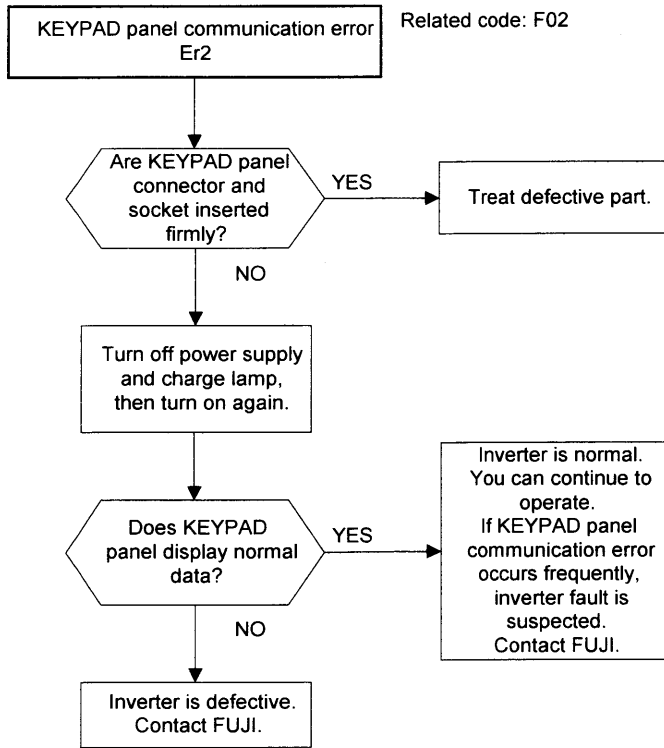 KEYPAD panel communication error
Er2
Related code: F02
Are KEYPAD panel
connector and
socket inserted
firmly?
YES
Treat defective part.
NO
Turn off power supply
and charge lamp,
then turn on again.
Does KEYPAD
panel display normal
data?
YES
Inverter is normal.
You can continue to
operate.
If KEYPAD panel
communication error
occurs frequently,
inverter fault is
suspected.
Contact FUJI.
NO
Inverter is defective.
Contact FUJI.